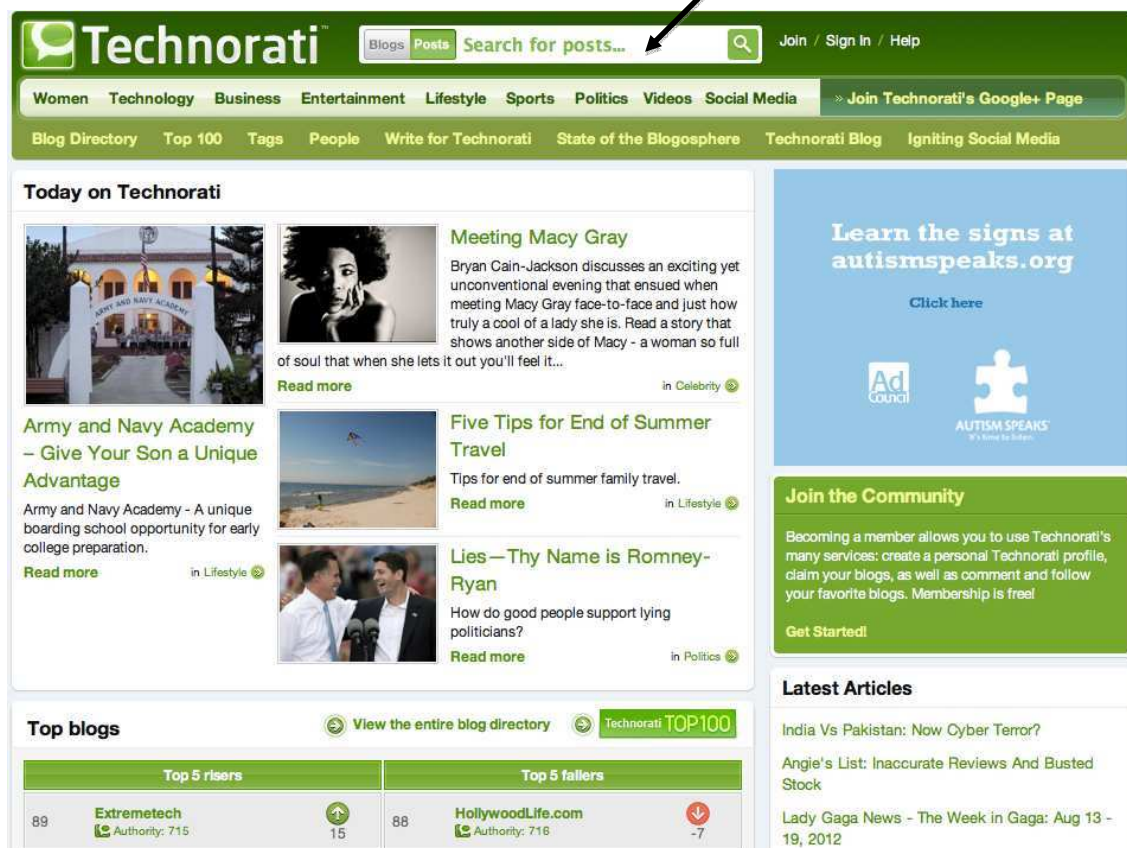 Technorati™
Blogs Posts Search for posts...
Join / Sign In / Help
Women Technology Business Entertainment Lifestyle Sports Politics Videos Social Media » Join Technorati's Google+ Page
Blog Directory Top 100 Tags People Write for Technorati State of the Blogosphere Technorati Blog Igniting Social Media
Today on Technorati
ARMY AND NAVY ACADEMY
Army and Navy Academy
– Give Your Son a Unique
Advantage
Army and Navy Academy - A unique
boarding school opportunity for early
college preparation.
Read more in Lifestyle
Meeting Macy Gray
Bryan Cain-Jackson discusses an exciting yet
unconventional evening that ensued when
meeting Macy Gray face-to-face and just how
truly a cool of a lady she is. Read a story that
shows another side of Macy - a woman so full
of soul that when she lets it out you'll feel it...
Read more in Celebrity
Five Tips for End of Summer
Travel
Tips for end of summer family travel.
Read more in Lifestyle
Lies—Thy Name is Romney-
Ryan
How do good people support lying
politicians?
Read more in Politics
Learn the signs at
autismspeaks.org
Click here
Ad
Council
AUTISM SPEAKS
It's time to listen.
Join the Community
Becoming a member allows you to use Technorati's
many services: create a personal Technorati profile,
claim your blogs, as well as comment and follow
your favorite blogs. Membership is free!
Get Started!
Top blogs
View the entire blog directory
Technorati TOP100
Top 5 risers
89 Extremetech
Authority: 715
15
Top 5 fallers
88 HollywoodLife.com
Authority: 716
-7
Latest Articles
India Vs Pakistan: Now Cyber Terror?
Angie's List: Inaccurate Reviews And Busted
Stock
Lady Gaga News - The Week in Gaga: Aug 13 -
19, 2012